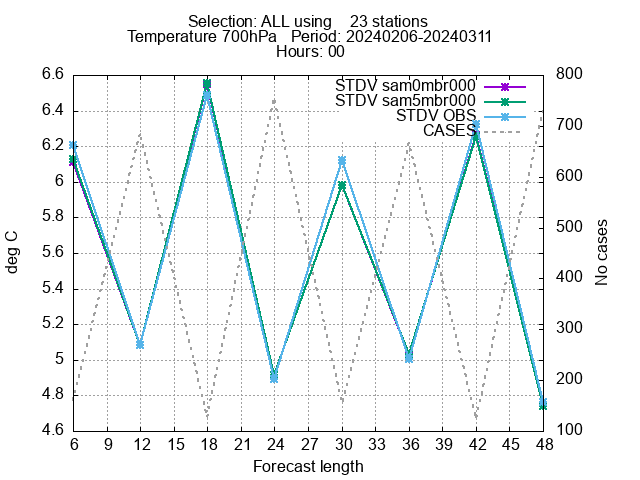 Selection: ALL using    23 stations
Temperature 700hPa   Period: 20240206-20240311
Hours: 00
STDV sam0mbr000
STDV sam5mbr000
STDV OBS
CASES
deg C
6.6
6.4
6.2
6
5.8
5.6
5.4
5.2
5
4.8
4.6
800
700
600
500
400
300
200
100
No cases
6 9 12 15 18 21 24 27 30 33 36 39 42 45 48
Forecast length